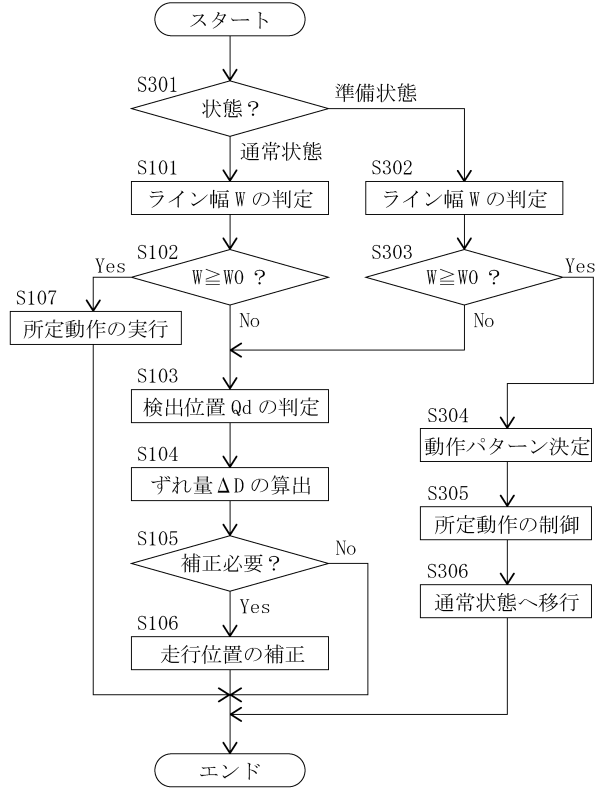 スタート
S301
状態？
準備状態
通常状態
S101
ライン幅Wの判定
S302
ライン幅Wの判定
S102
W≧W0？
Yes
No
S303
W≧W0？
Yes
No
S107
所定動作の実行
S103
検出位置Qdの判定
S104
ずれ量ΔDの算出
S105
補正必要？
No
Yes
S106
走行位置の補正
S304
動作パターン決定
S305
所定動作の制御
S306
通常状態へ移行
エンド